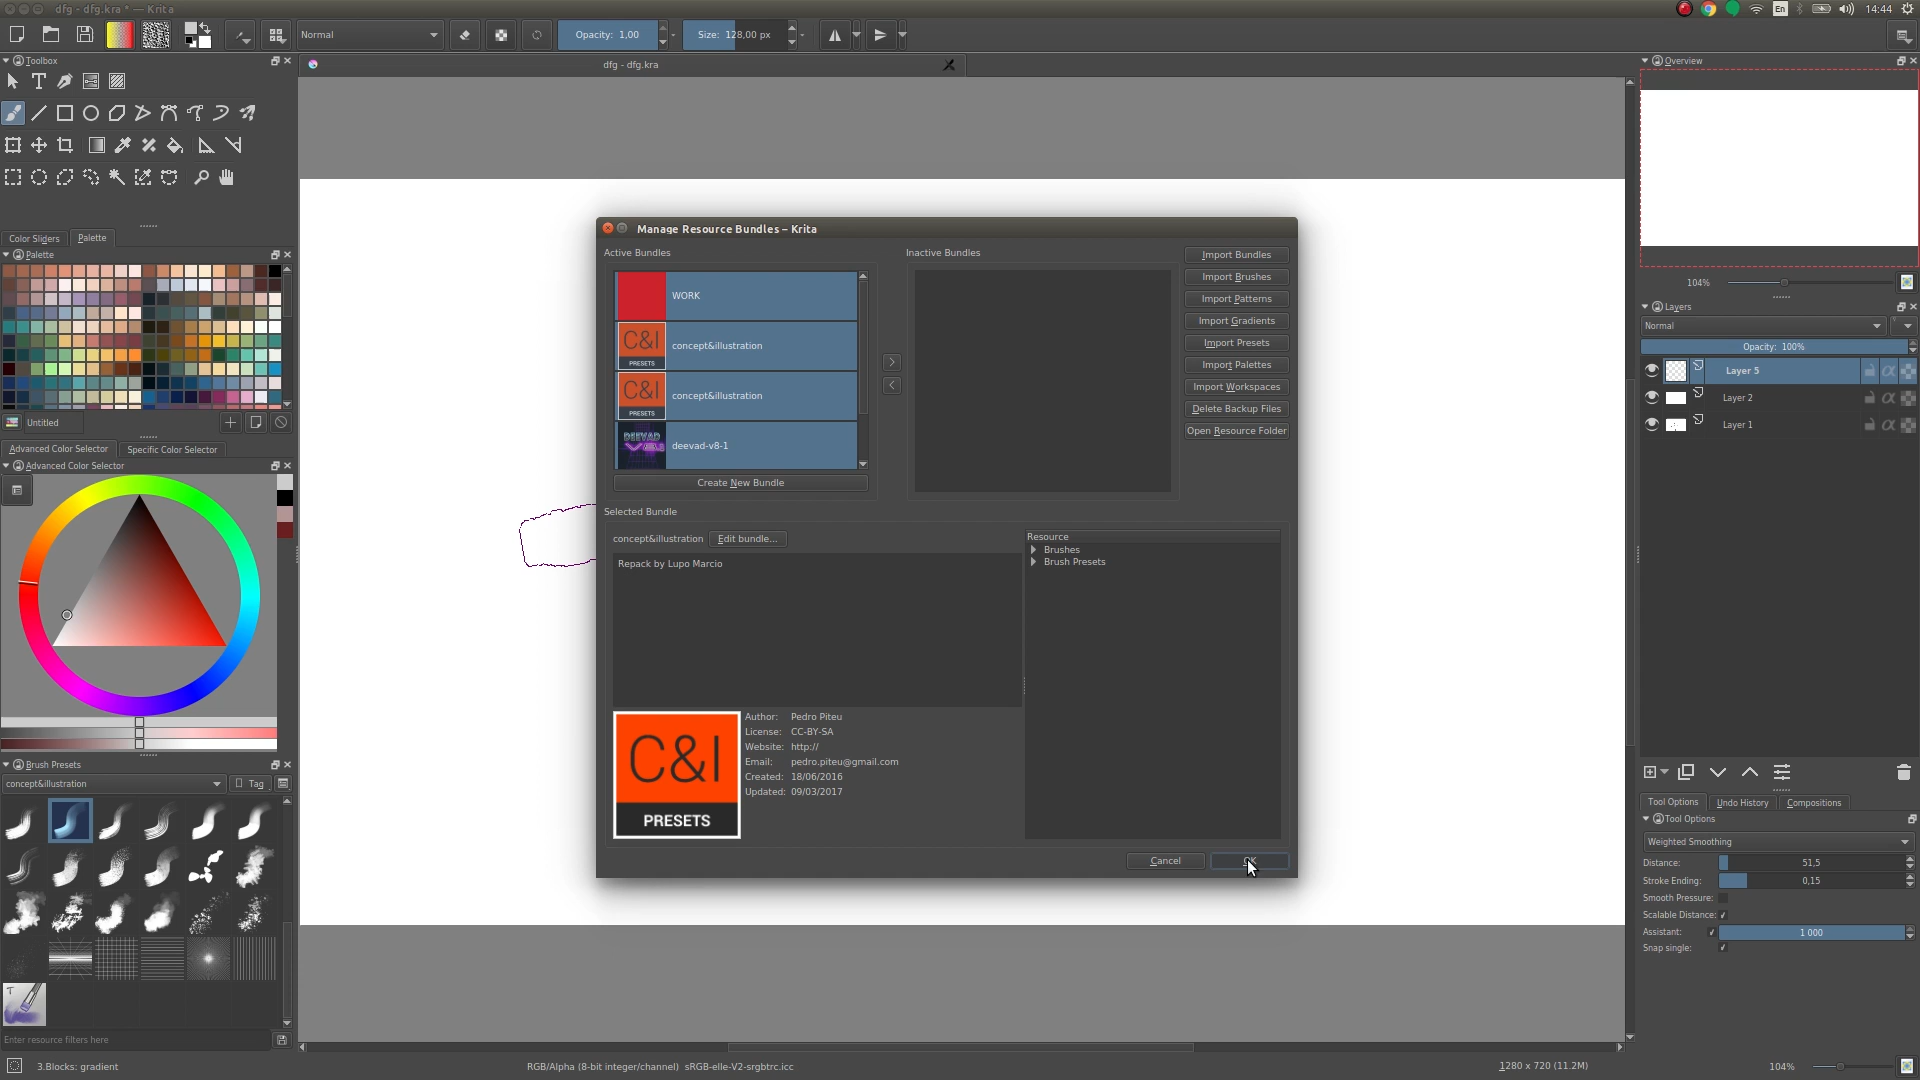 dfg - dfg.kra * — Krita
En
14:44
Normal
Opacity: 1,00
Size: 128,00 px
Toolbox
dfg - dfg.kra
Overview
104%
Color Sliders
Palette
Palette
Untitled
Advanced Color Selector
Specific Color Selector
Advanced Color Selector
Brush Presets
concept&illustration
Tag
T
Enter resource filters here
3.Blocks: gradient
RGB/Alpha (8-bit integer/channel) sRGB-elle-V2-srgbtrc.icc
1280 x 720 (11.2M)
104%
Manage Resource Bundles – Krita
Active Bundles
WORK
C&I
PRESETS
concept&illustration
C&I
PRESETS
concept&illustration
DEEVAD
deevad-v8-1
Create New Bundle
Inactive Bundles
>
<
Import Bundles
Import Brushes
Import Patterns
Import Gradients
Import Presets
Import Palettes
Import Workspaces
Delete Backup Files
Open Resource Folder
Selected Bundle
concept&illustration
Edit bundle...
Repack by Lupo Marcio
Resource
Brushes
Brush Presets
C&I
PRESETS
Author: Pedro Piteu
License: CC-BY-SA
Website: http://
Email: pedro.piteu@gmail.com
Created: 18/06/2016
Updated: 09/03/2017
Cancel
OK
Layers
Normal
Opacity: 100%
Layer 5
Layer 2
Layer 1
Tool Options
Undo History
Compositions
Tool Options
Weighted Smoothing
Distance: 51,5
Stroke Ending: 0,15
Smooth Pressure:
Scalable Distance:
Assistant: 1 000
Snap single: